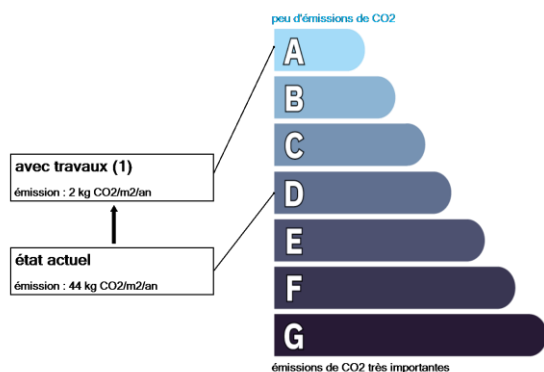 peu d'émissions de CO2
A
B
C
avec travaux (1)
émission : 2 kg CO2/m2/an
D
E
état actuel
émission : 44 kg CO2/m2/an
F
G
émissions de CO2 très importantes